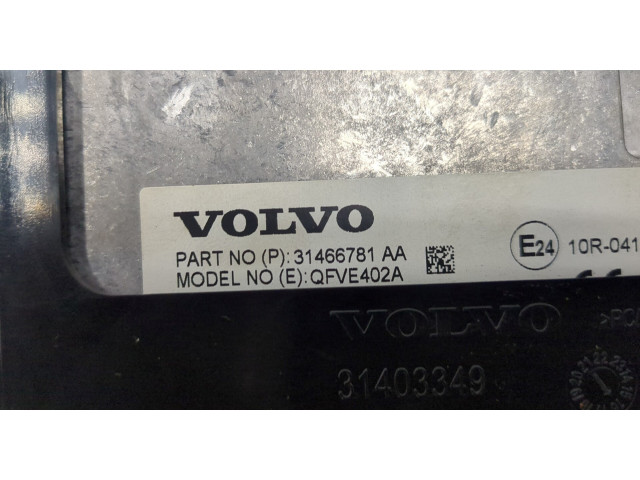 VOLVO
PART NO (P): 31466781 AA
MODEL NO (E): QFVE402A
E24 10R-041
VOLVO
31403349